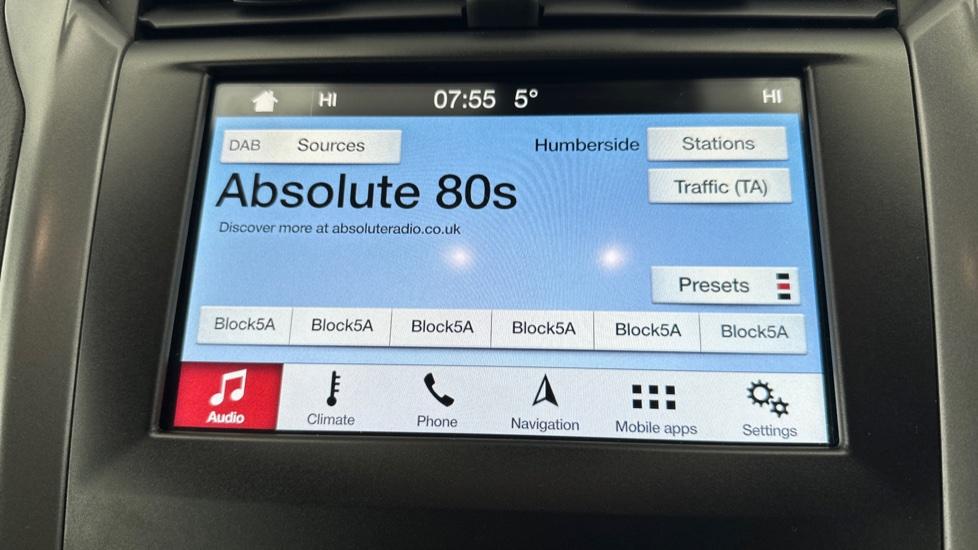 HI 07:55 5° HI
DAB Sources Humberside Stations
Absolute 80s
Traffic (TA)
Discover more at absoluteradio.co.uk
Presets
Block5A Block5A Block5A Block5A Block5A Block5A
Audio Climate Phone Navigation Mobile apps Settings